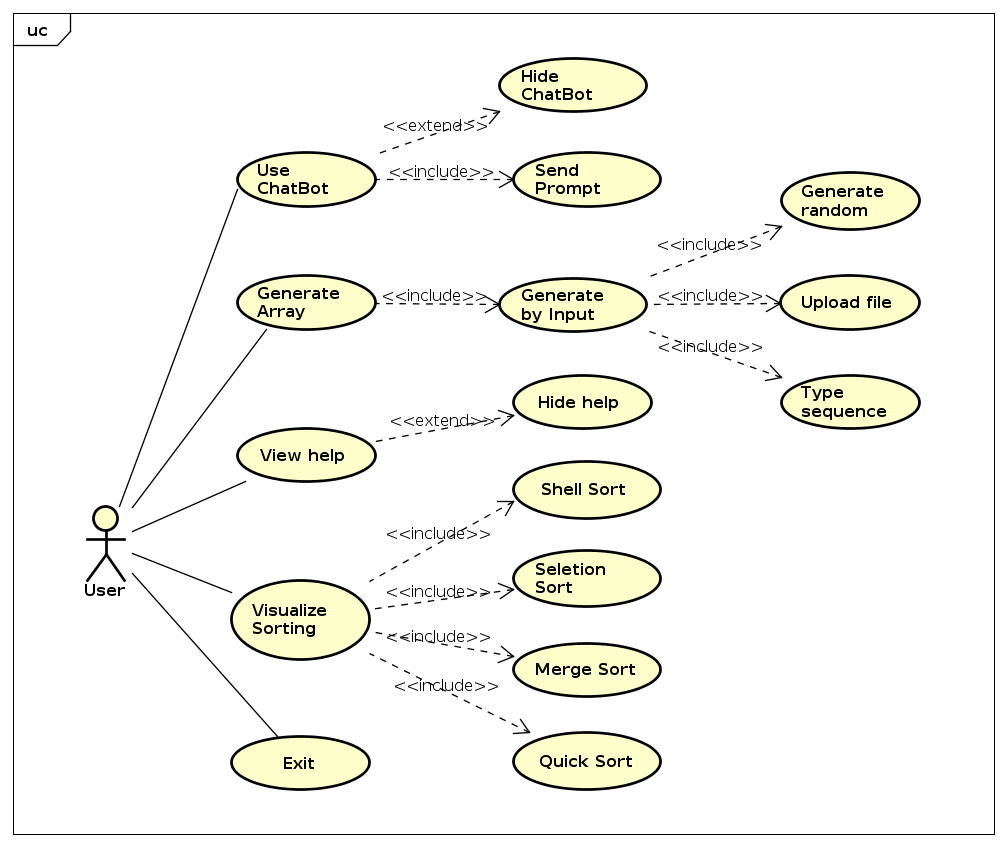 uc
Hide
ChatBot
<<extend>>
Use
ChatBot
<<include>>
Send
Prompt
Generate
random
<<include>>
Generate
Array
<<include>>
Generate
by Input
<<include>>
Upload file
<<include>>
Type
sequence
Hide help
<<extend>>
View help
Shell Sort
<<include>>
User
Visualize
Sorting
<<include>>
Seletion
Sort
<<include>>
Merge Sort
<<include>>
Quick Sort
Exit